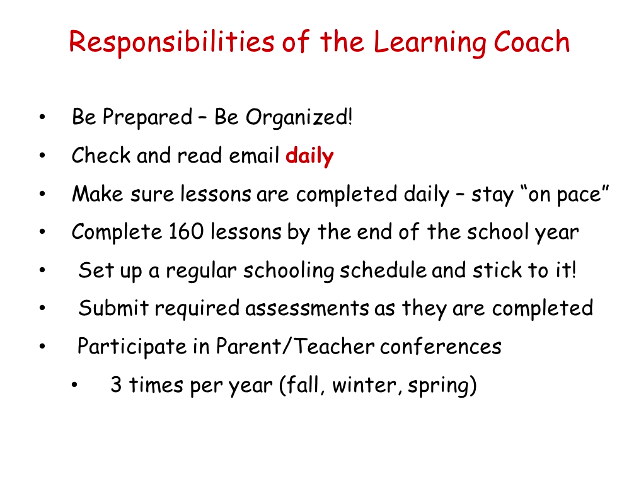 Responsibilities of the Learning Coach
• Be Prepared – Be Organized!
• Check and read email daily
• Make sure lessons are completed daily – stay “on pace”
• Complete 160 lessons by the end of the school year
• Set up a regular schooling schedule and stick to it!
• Submit required assessments as they are completed
• Participate in Parent/Teacher conferences
• 3 times per year (fall, winter, spring)